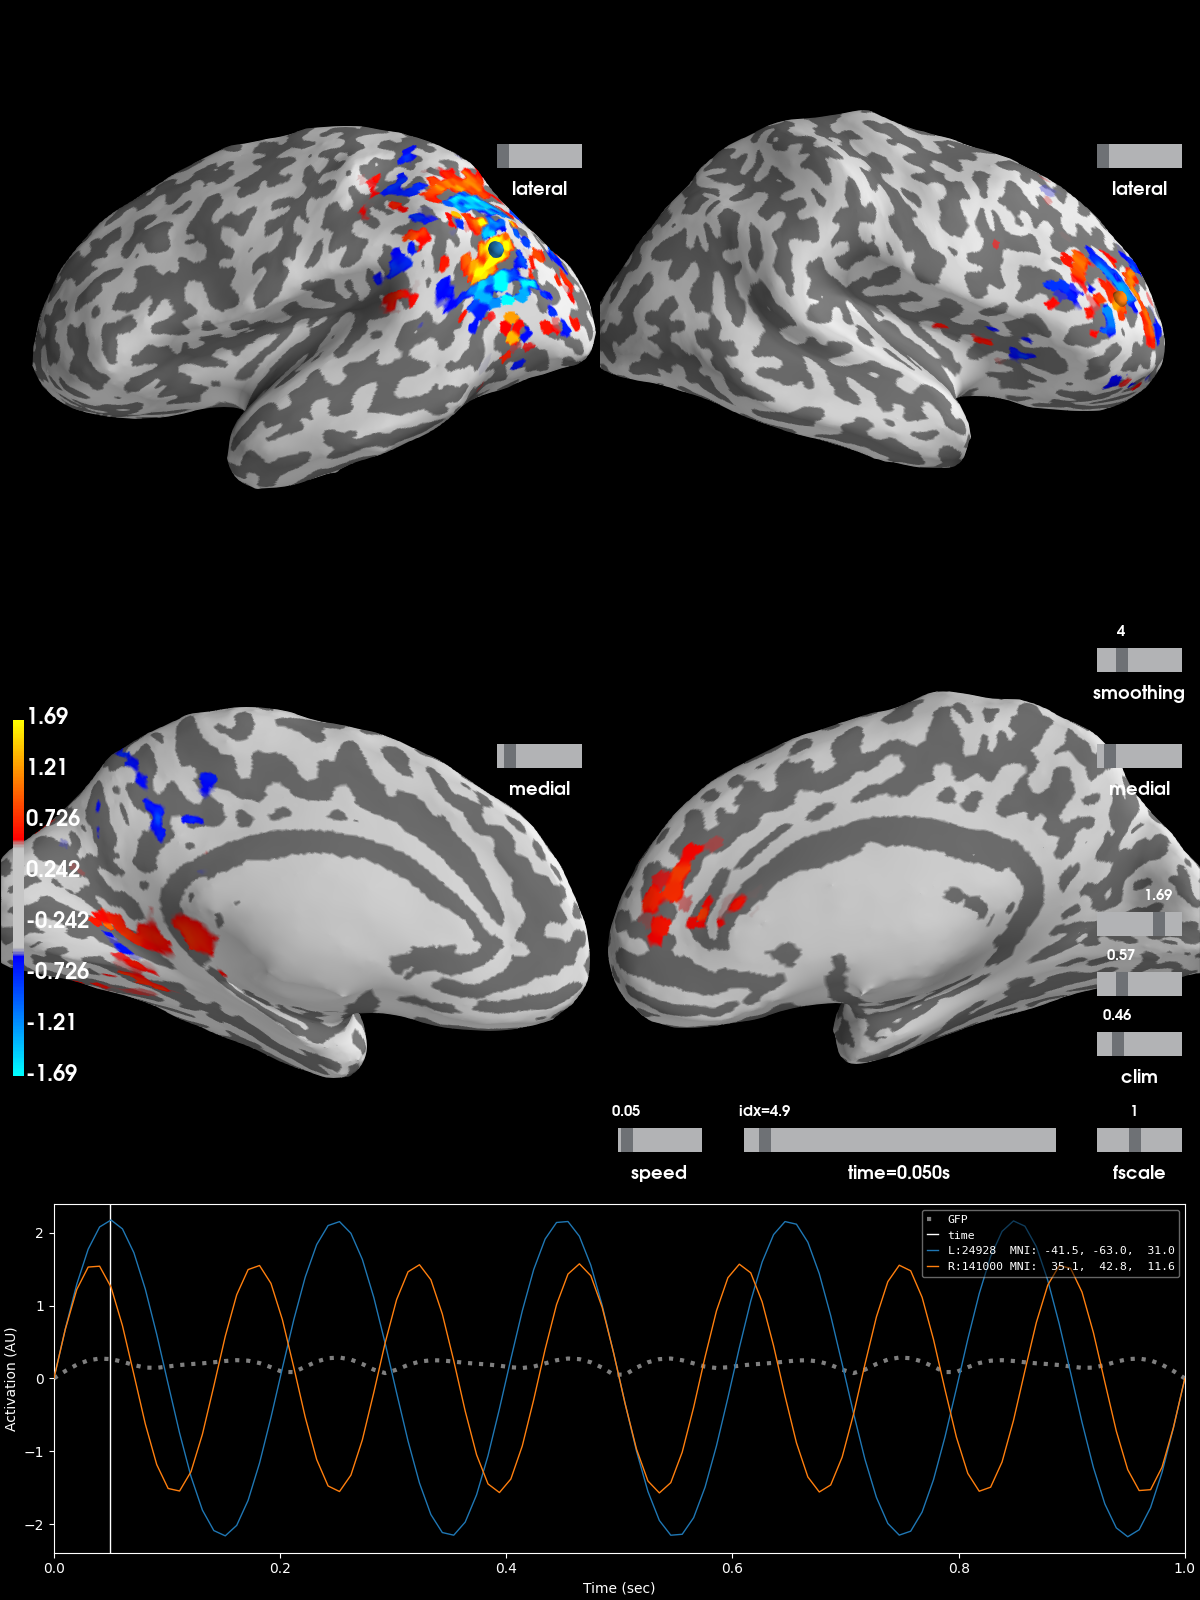 lateral
lateral
4
smoothing
1.69
1.21
0.726
0.242
-0.242
-0.726
-1.21
-1.69
medial
medial
1.69
0.57
0.46
clim
0.05
speed
idx=4.9
time=0.050s
1
fscale
GFP
time
L:24928 MNI: -41.5, -63.0, 31.0
R:141000 MNI: 35.1, 42.8, 11.6
Activation (AU)
2
1
0
−1
−2
0.0
0.2
0.4
0.6
0.8
1.0
Time (sec)